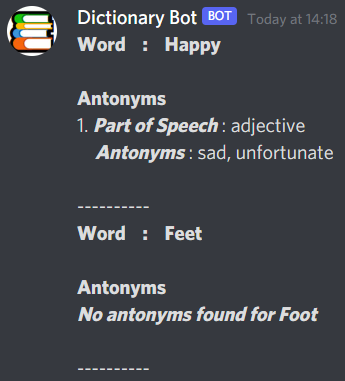 Dictionary Bot BOT Today at 14:18
Word : Happy
Antonyms
1. Part of Speech : adjective
Antonyms : sad, unfortunate
----------
Word : Feet
Antonyms
No antonyms found for Foot
----------